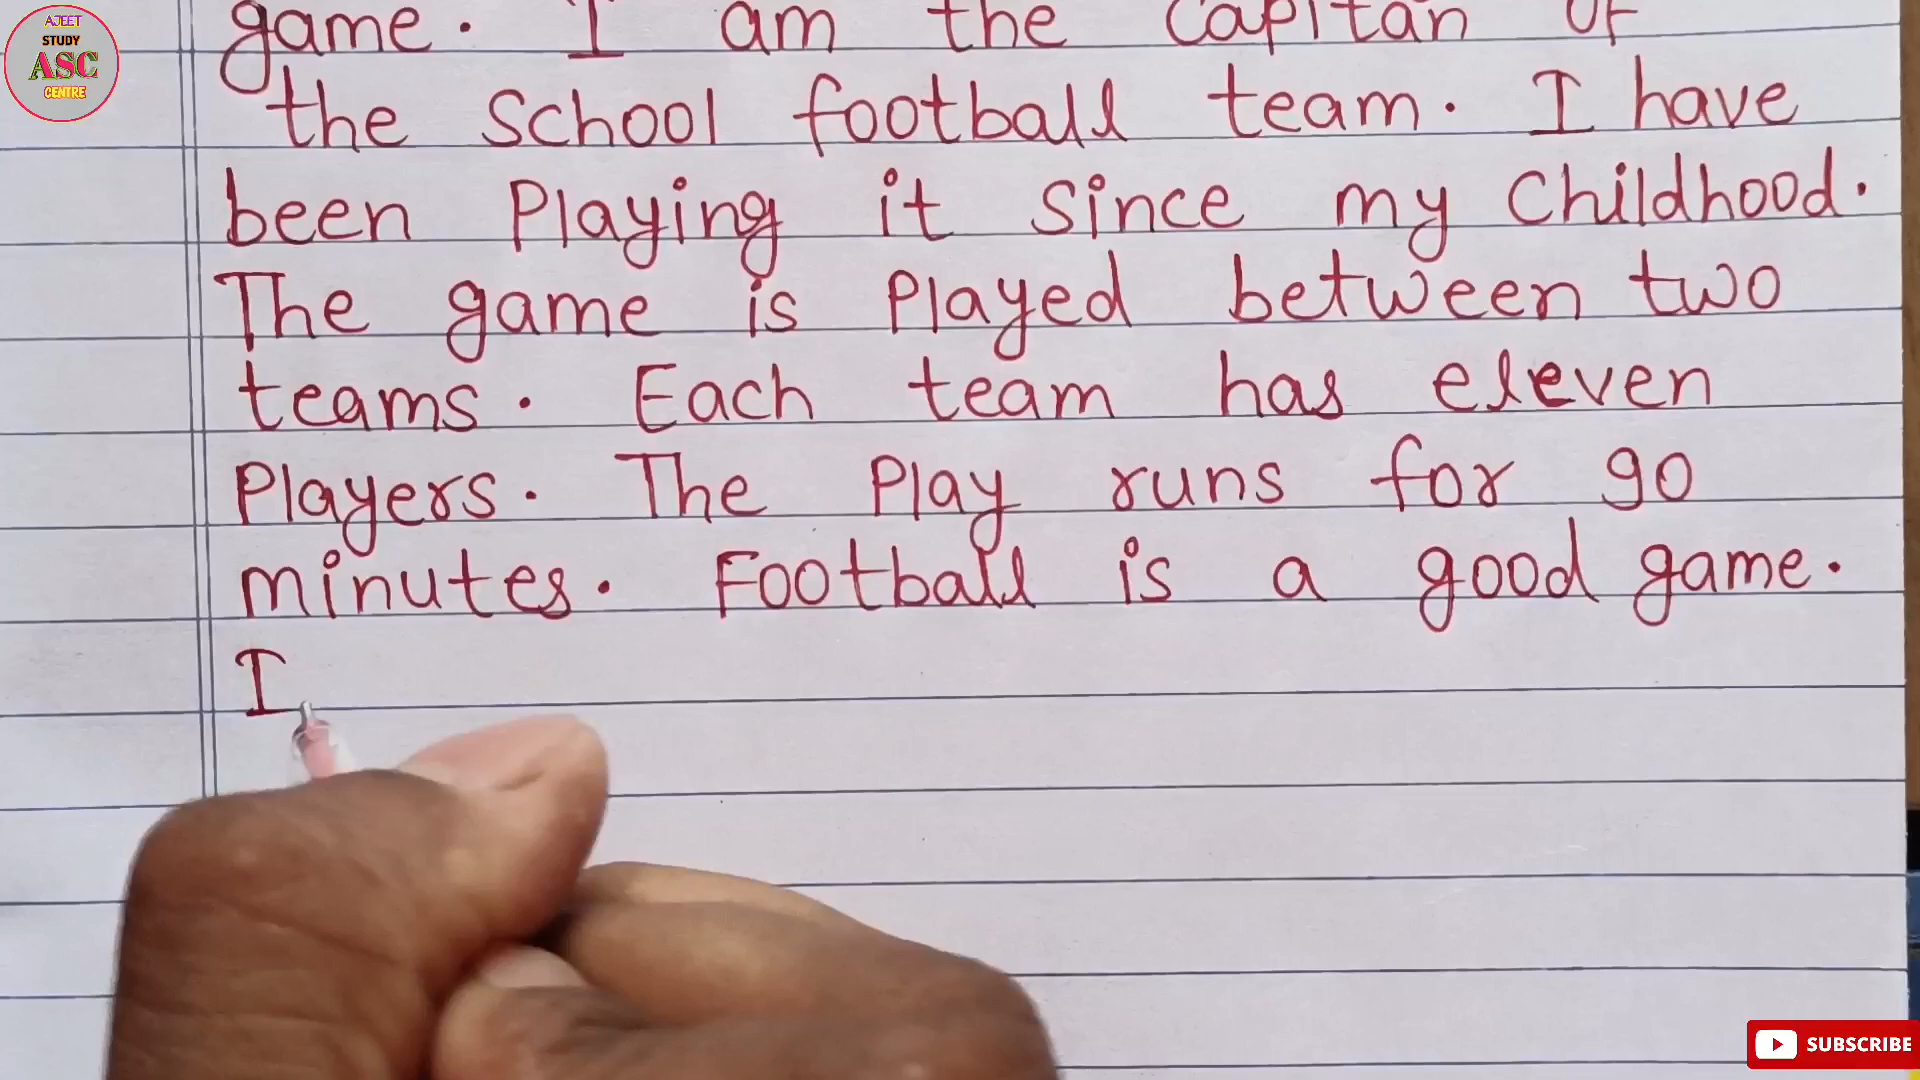 AJEET
STUDY
ASC
CENTRE
game. I am the Capitan of
the School football team. I have
been Playing it Since my Childhood.
The game is Played between two
teams. Each team has eleven
Players. The Play runs for 90
minutes. Football is a good game.
I
SUBSCRIBE